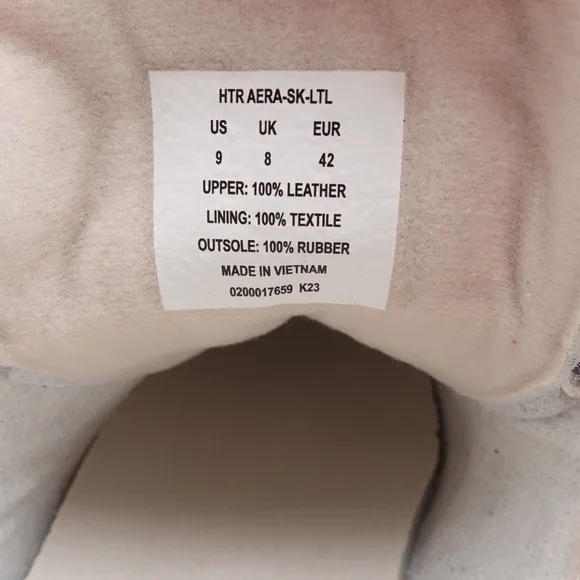 HTR AERA-SK-LTL
US UK EUR
9 8 42
UPPER: 100% LEATHER
LINING: 100% TEXTILE
OUTSOLE: 100% RUBBER
MADE IN VIETNAM
0200017659 K23